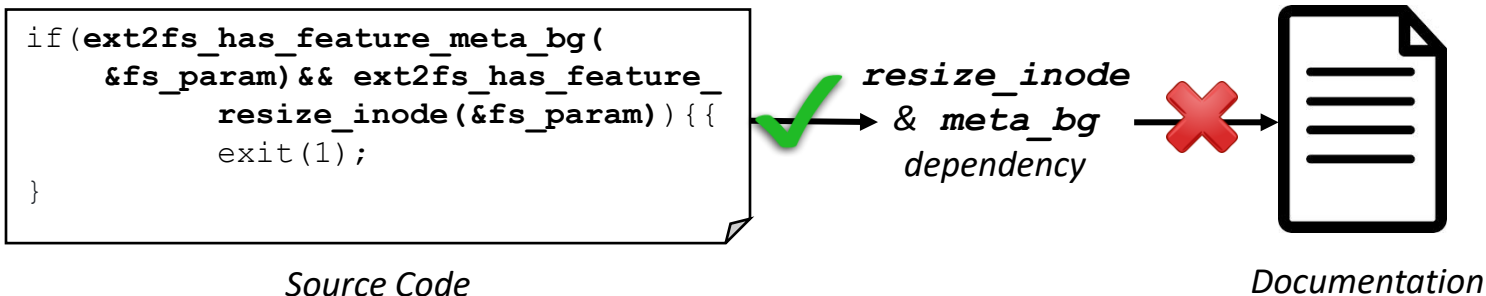 if(ext2fs_has_feature_meta_bg(
&fs_param)&& ext2fs_has_feature_
resize_inode(&fs_param)){{
exit(1);
}
resize_inode
& meta_bg
dependency
Source Code
Documentation